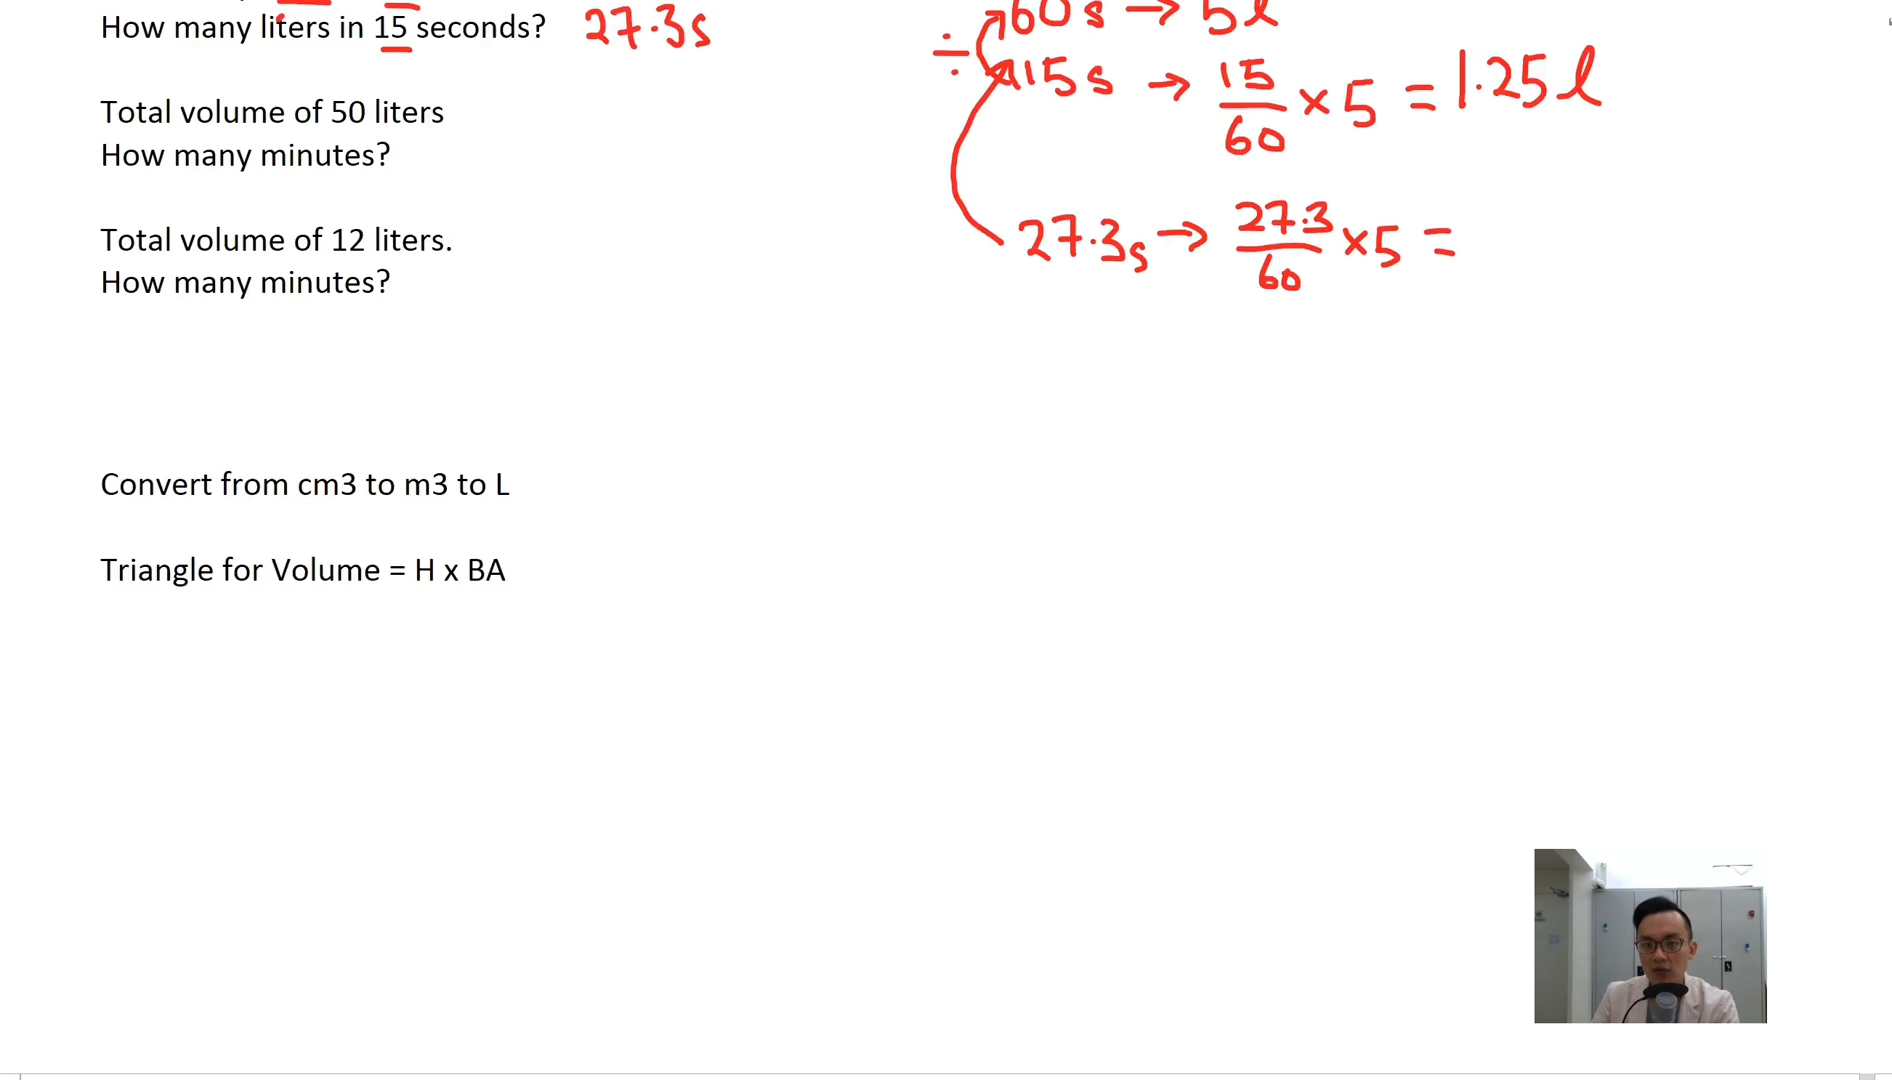 How many liters in 15 seconds? 27.3s
60s → 5l
÷
15s → 15/60 × 5 = 1.25l
Total volume of 50 liters
How many minutes?
27.3s → 27.3/60 × 5 =
Total volume of 12 liters.
How many minutes?
Convert from cm3 to m3 to L
Triangle for Volume = H x BA